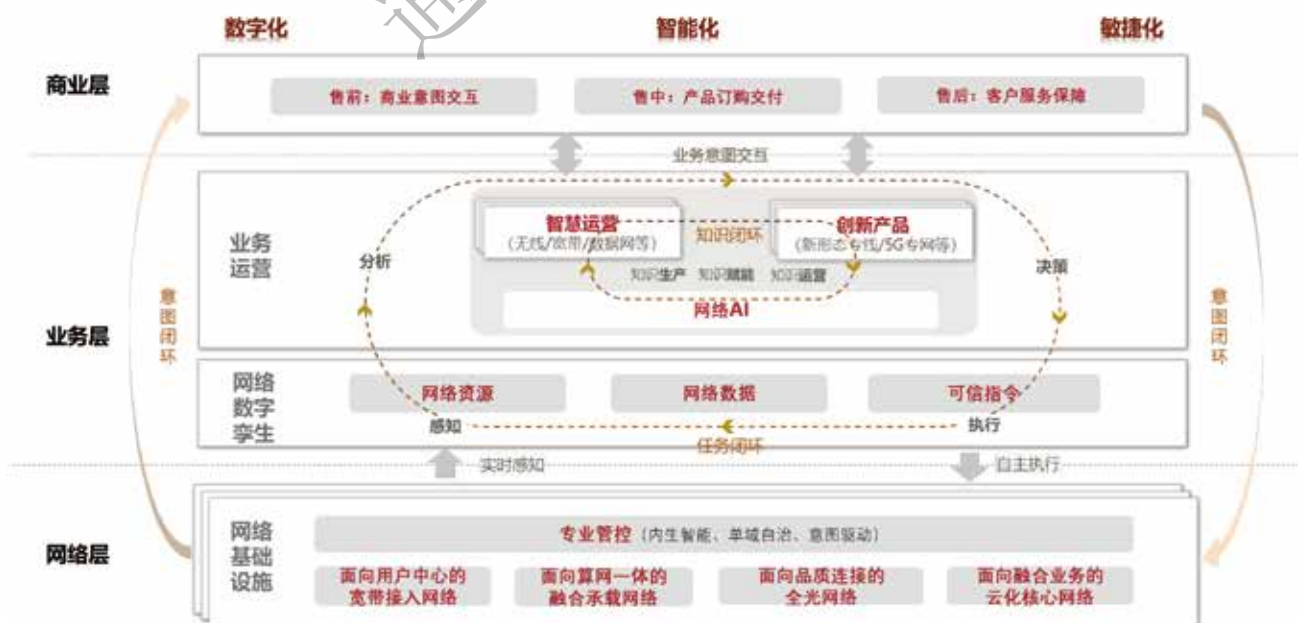 数字化
智能化
敏捷化
商业层
售前：商业意图交互
售中：产品订购交付
售后：客户服务保障
业务意图交互
业务层
业务
运营
智慧运营
（无线/宽带/数据网等）
知识闭环
创新产品
（新形态专线/5G专网等）
分析
决策
知识生产
知识赋能
知识运营
网络AI
意图闭环
意图闭环
网络
数字
孪生
网络资源
网络数据
可信指令
感知
执行
任务闭环
实时感知
自主执行
网络层
网络
基础
设施
专业管控（内生智能、单域自治、意图驱动）
面向用户中心的
宽带接入网络
面向算网一体的
融合承载网络
面向品质连接的
全光网络
面向融合业务的
云化核心网络